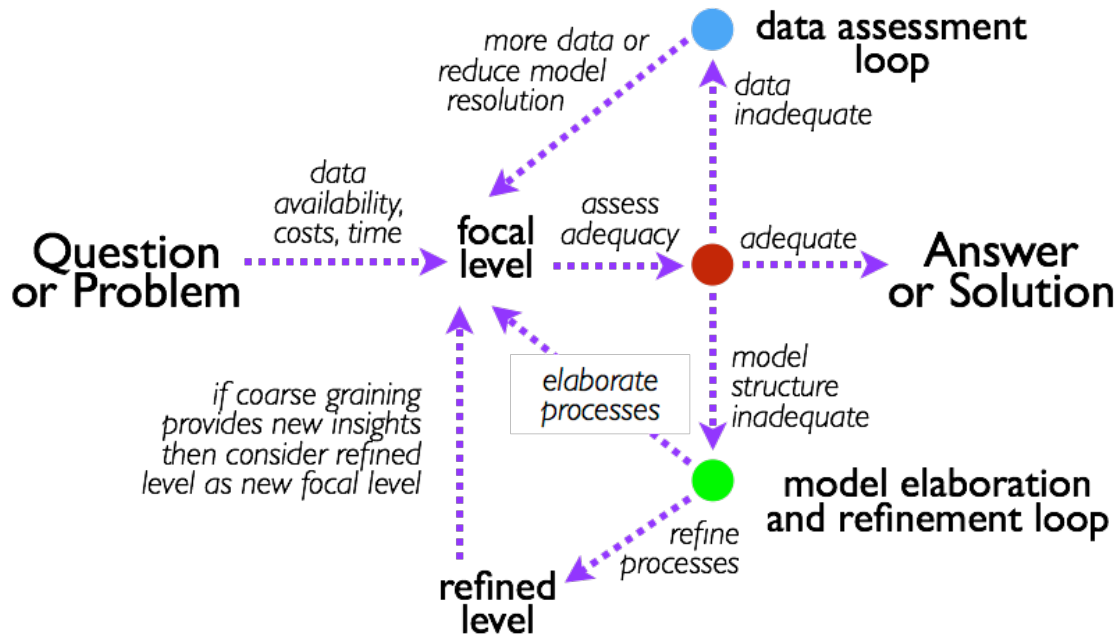 more data or
reduce model
resolution
data assessment
loop
data
inadequate
data
availability,
costs, time
Question
or Problem
focal
level
assess
adequacy
adequate
Answer
or Solution
elaborate
processes
model
structure
inadequate
if coarse graining
provides new insights
then consider refined
level as new focal level
model elaboration
and refinement loop
refine
processes
refined
level